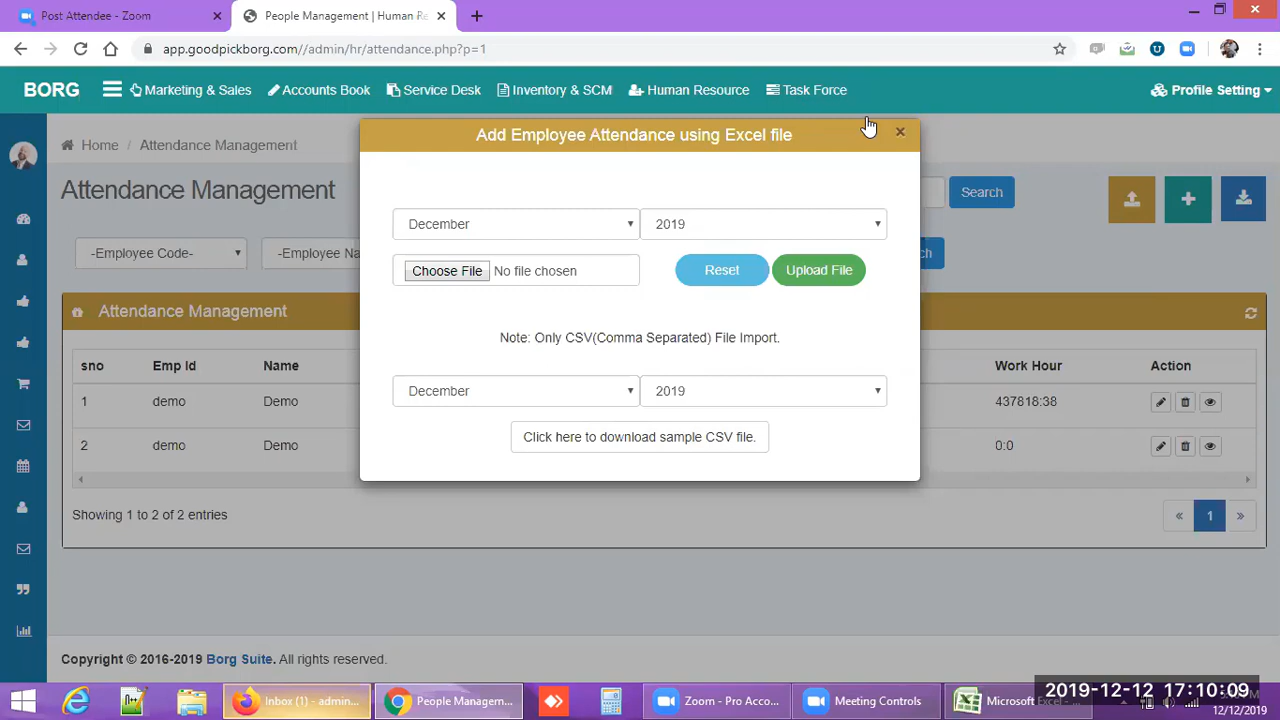 Post Attendee - Zoom
People Management | Human Re
app.goodpickborg.com//admin/hr/attendance.php?p=1
BORG
Marketing & Sales
Accounts Book
Service Desk
Inventory & SCM
Human Resource
Task Force
Profile Setting
Add Employee Attendance using Excel file
×
Home / Attendance Management
Attendance Management
Search
December
2019
-Employee Code-
-Employee Na
ch
Choose File No file chosen
Reset
Upload File
Attendance Management
Note: Only CSV(Comma Separated) File Import.
sno Emp Id Name Work Hour Action
December
2019
1 demo Demo 437818:38
Click here to download sample CSV file.
2 demo Demo 0:0
Showing 1 to 2 of 2 entries
« 1 »
Copyright © 2016-2019 Borg Suite. All rights reserved.
Inbox (1) - admin...
People Managem...
Zoom - Pro Acco...
Meeting Controls
Microsoft Excel
2019-12-12 17:10:09
12/12/2019